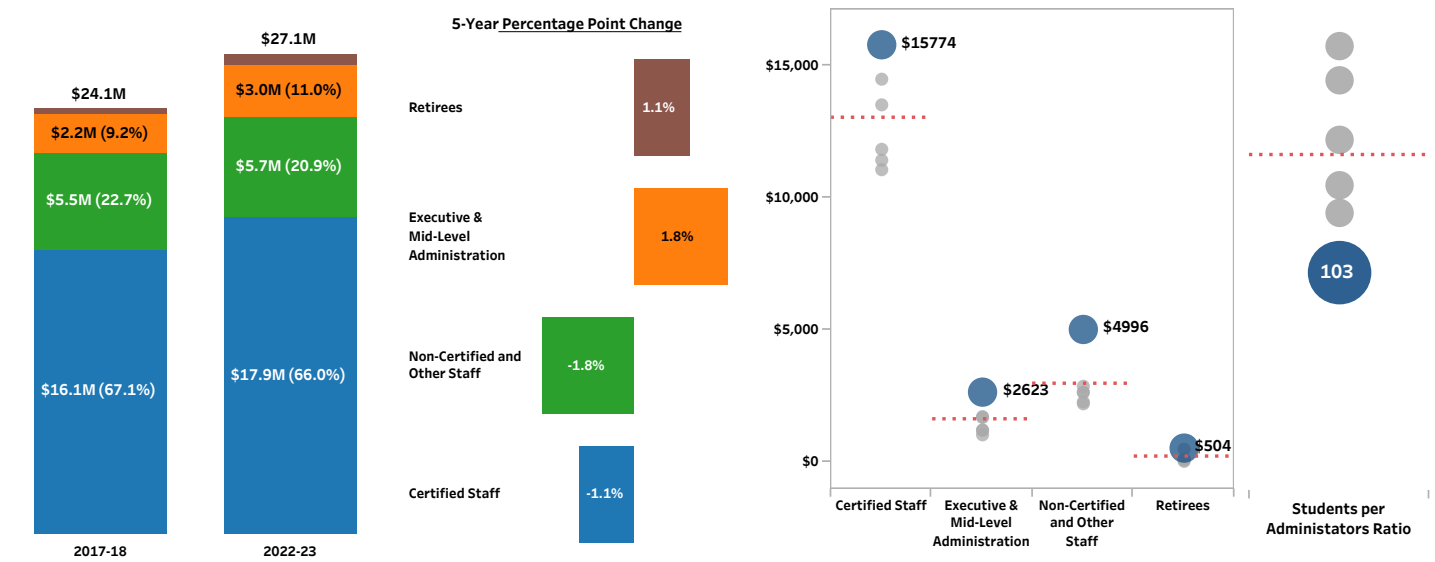 $24.1M
$2.2M (9.2%)
$5.5M (22.7%)
$16.1M (67.1%)
2017-18
$27.1M
$3.0M (11.0%)
$5.7M (20.9%)
$17.9M (66.0%)
2022-23
5-Year Percentage Point Change
Retirees
1.1%
Executive &
Mid-Level
Administration
1.8%
Non-Certified and
Other Staff
-1.8%
Certified Staff
-1.1%
$15,000
$10,000
$5,000
$0
$15774
$2623
$4996
$504
Certified Staff
Executive &
Mid-Level
Administration
Non-Certified
and Other
Staff
Retirees
103
Students per
Administators Ratio